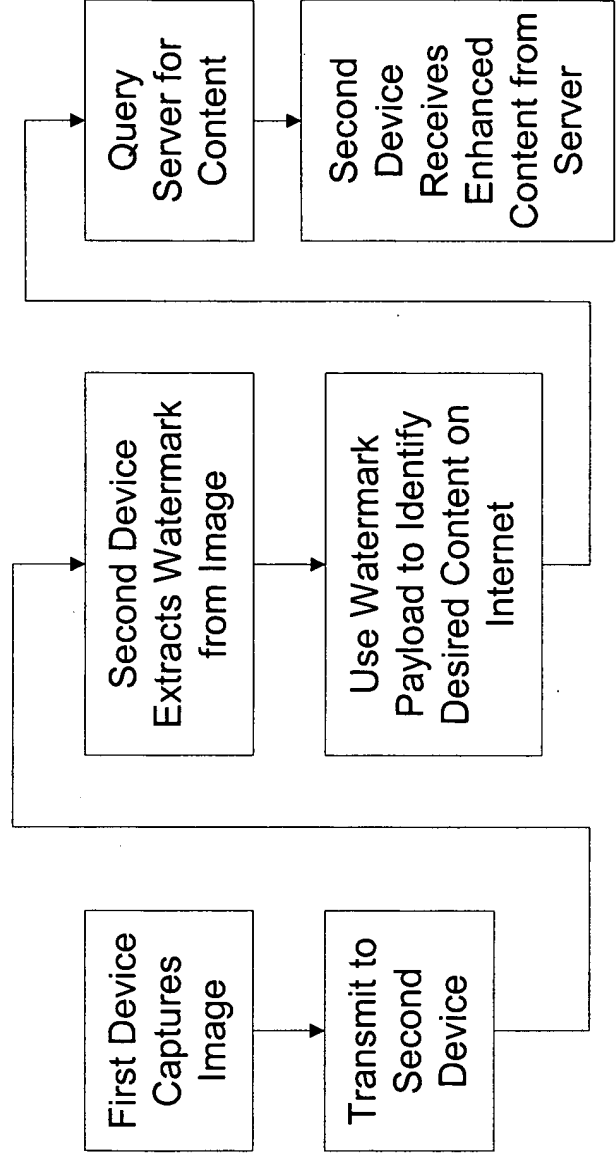 First Device
Captures
Image
Transmit to
Second
Device
Second Device
Extracts Watermark
from Image
Use Watermark
Payload to Identify
Desired Content on
Internet
Query
Server for
Content
Second
Device
Receives
Enhanced
Content from
Server